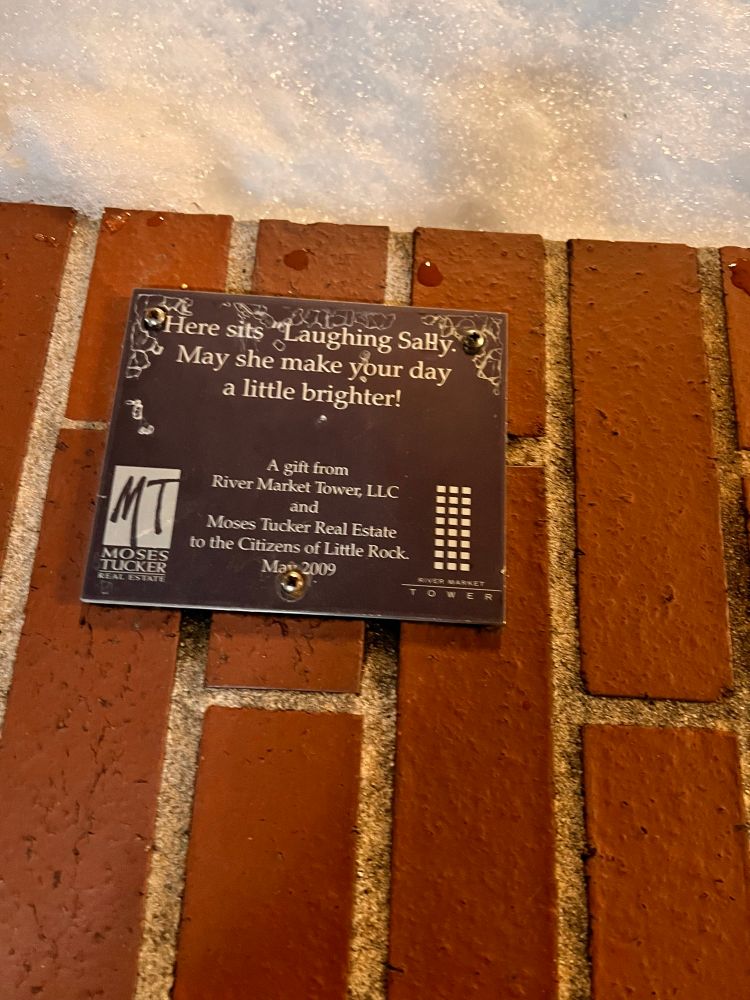 Here sits "Laughing Sally.
May she make your day
a little brighter!
A gift from
River Market Tower, LLC
and
Moses Tucker Real Estate
to the Citizens of Little Rock.
May 2009
MT
MOSES
TUCKER
REAL ESTATE
RIVER MARKET
TOWER